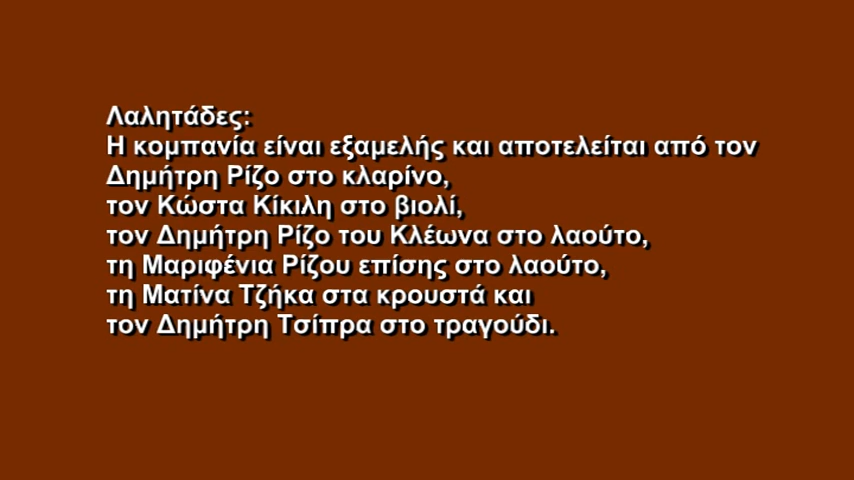 Λαλητάδες:
Η κομπανία είναι εξαμελής και αποτελείται από τον
Δημήτρη Ρίζο στο κλαρίνο,
τον Κώστα Κίκιλη στο βιολί,
τον Δημήτρη Ρίζο του Κλέωνα στο λαούτο,
τη Μαριφένια Ρίζου επίσης στο λαούτο,
τη Ματίνα Τζήκα στα κρουστά και
τον Δημήτρη Τσίπρα στο τραγούδι.